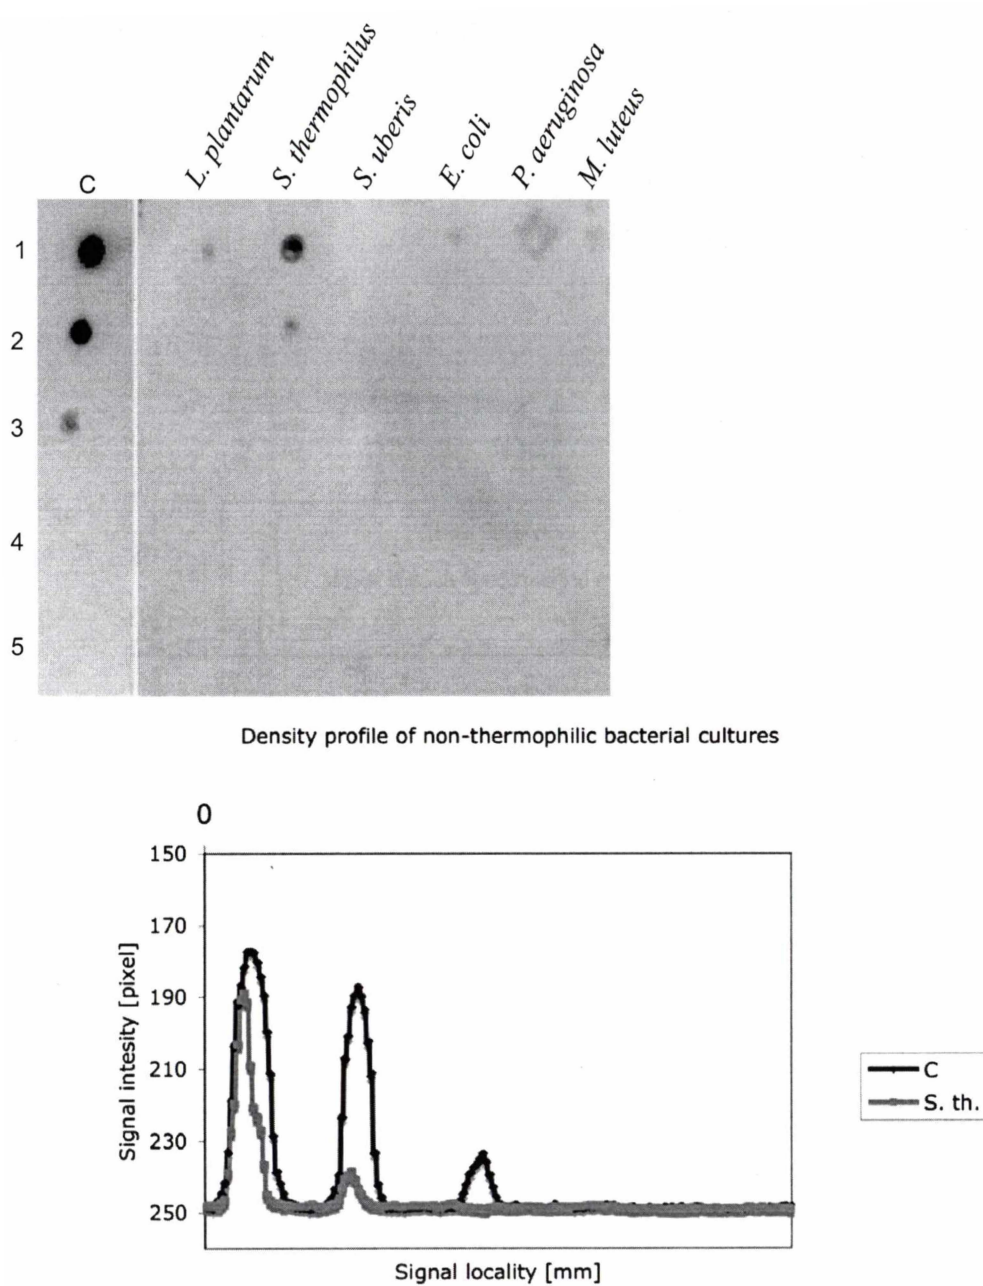 C
L. plantarum
S. thermophilus
S. uberis
E. coli
P. aeruginosa
M. luteus
1
2
3
4
5
Density profile of non-thermophilic bacterial cultures
0
150
170
190
210
230
250
Signal intesity [pixel]
Signal locality [mm]
C
S. th.